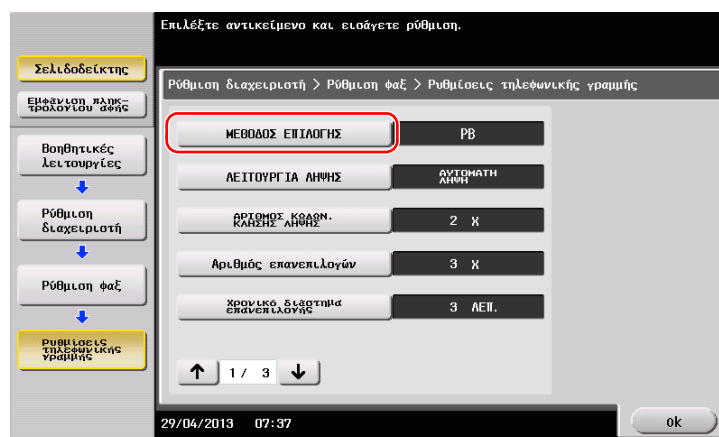 Επιλέξτε αντικείμενο και εισάγετε ρύθμιση.
Σελιδοδείκτης
Εμφάνιση πληκ-
τρολογίου αφής
Βοηθητικές
λειτουργίες
Ρύθμιση
διαχειριστή
Ρύθμιση φαξ
Ρυθμίσεις
τηλεφωνικής
γραμμής
Ρύθμιση διαχειριστή > Ρύθμιση φαξ > Ρυθμίσεις τηλεφωνικής γραμμής
ΜΕΘΟΔΟΣ ΕΠΙΛΟΓΗΣ
PB
ΛΕΙΤΟΥΡΓΙΑ ΛΗΨΗΣ
ΑΥΤΟΜΑΤΗ
ΛΗΨΗ
ΑΡΙΘΜΟΣ ΚΩΔΩΝ.
ΚΛΗΣΗΣ ΛΗΨΗΣ
2 X
Αριθμός επανεπιλογών
3 X
Χρονικό διάστημα
επανεπιλογής
3 ΛΕΠ.
↑ 1/ 3 ↓
29/04/2013 07:37
ok